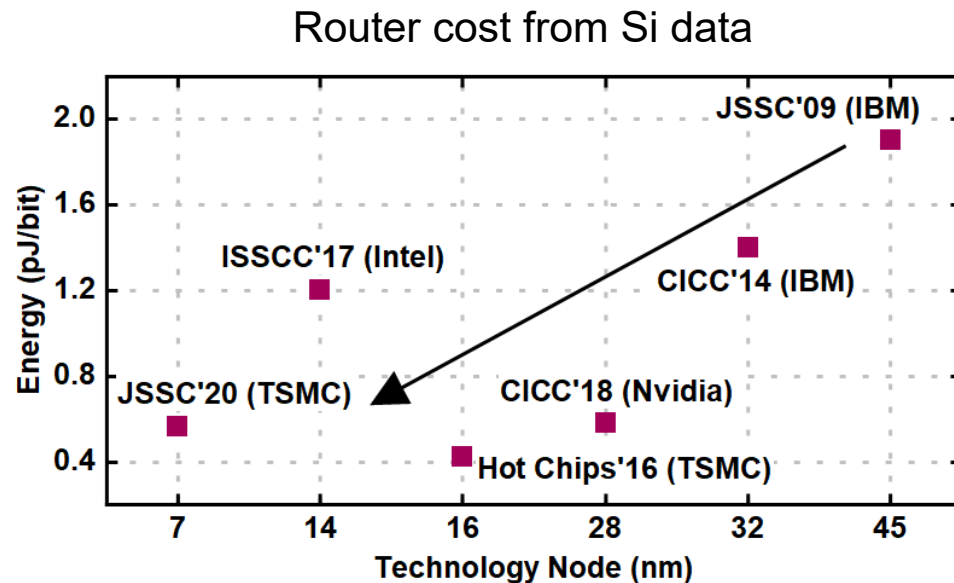 Router cost from Si data
Energy (pJ/bit)
2.0
1.6
1.2
0.8
0.4
JSSC'09 (IBM)
ISSCC'17 (Intel)
CICC'14 (IBM)
JSSC'20 (TSMC)
CICC'18 (Nvidia)
Hot Chips'16 (TSMC)
7 14 16 28 32 45
Technology Node (nm)